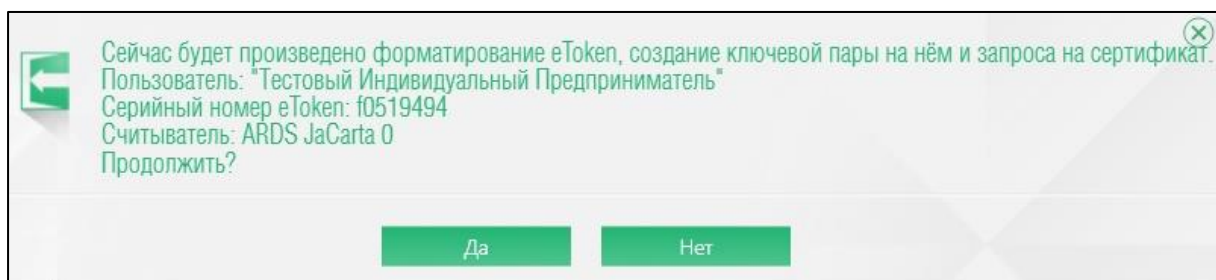 Сейчас будет произведено форматирование eToken, создание ключевой пары на нём и запроса на сертификат.
Пользователь: "Тестовый Индивидуальный Предприниматель"
Серийный номер eToken: f0519494
Считыватель: ARDS JaCarta 0
Продолжить?
Да
Нет